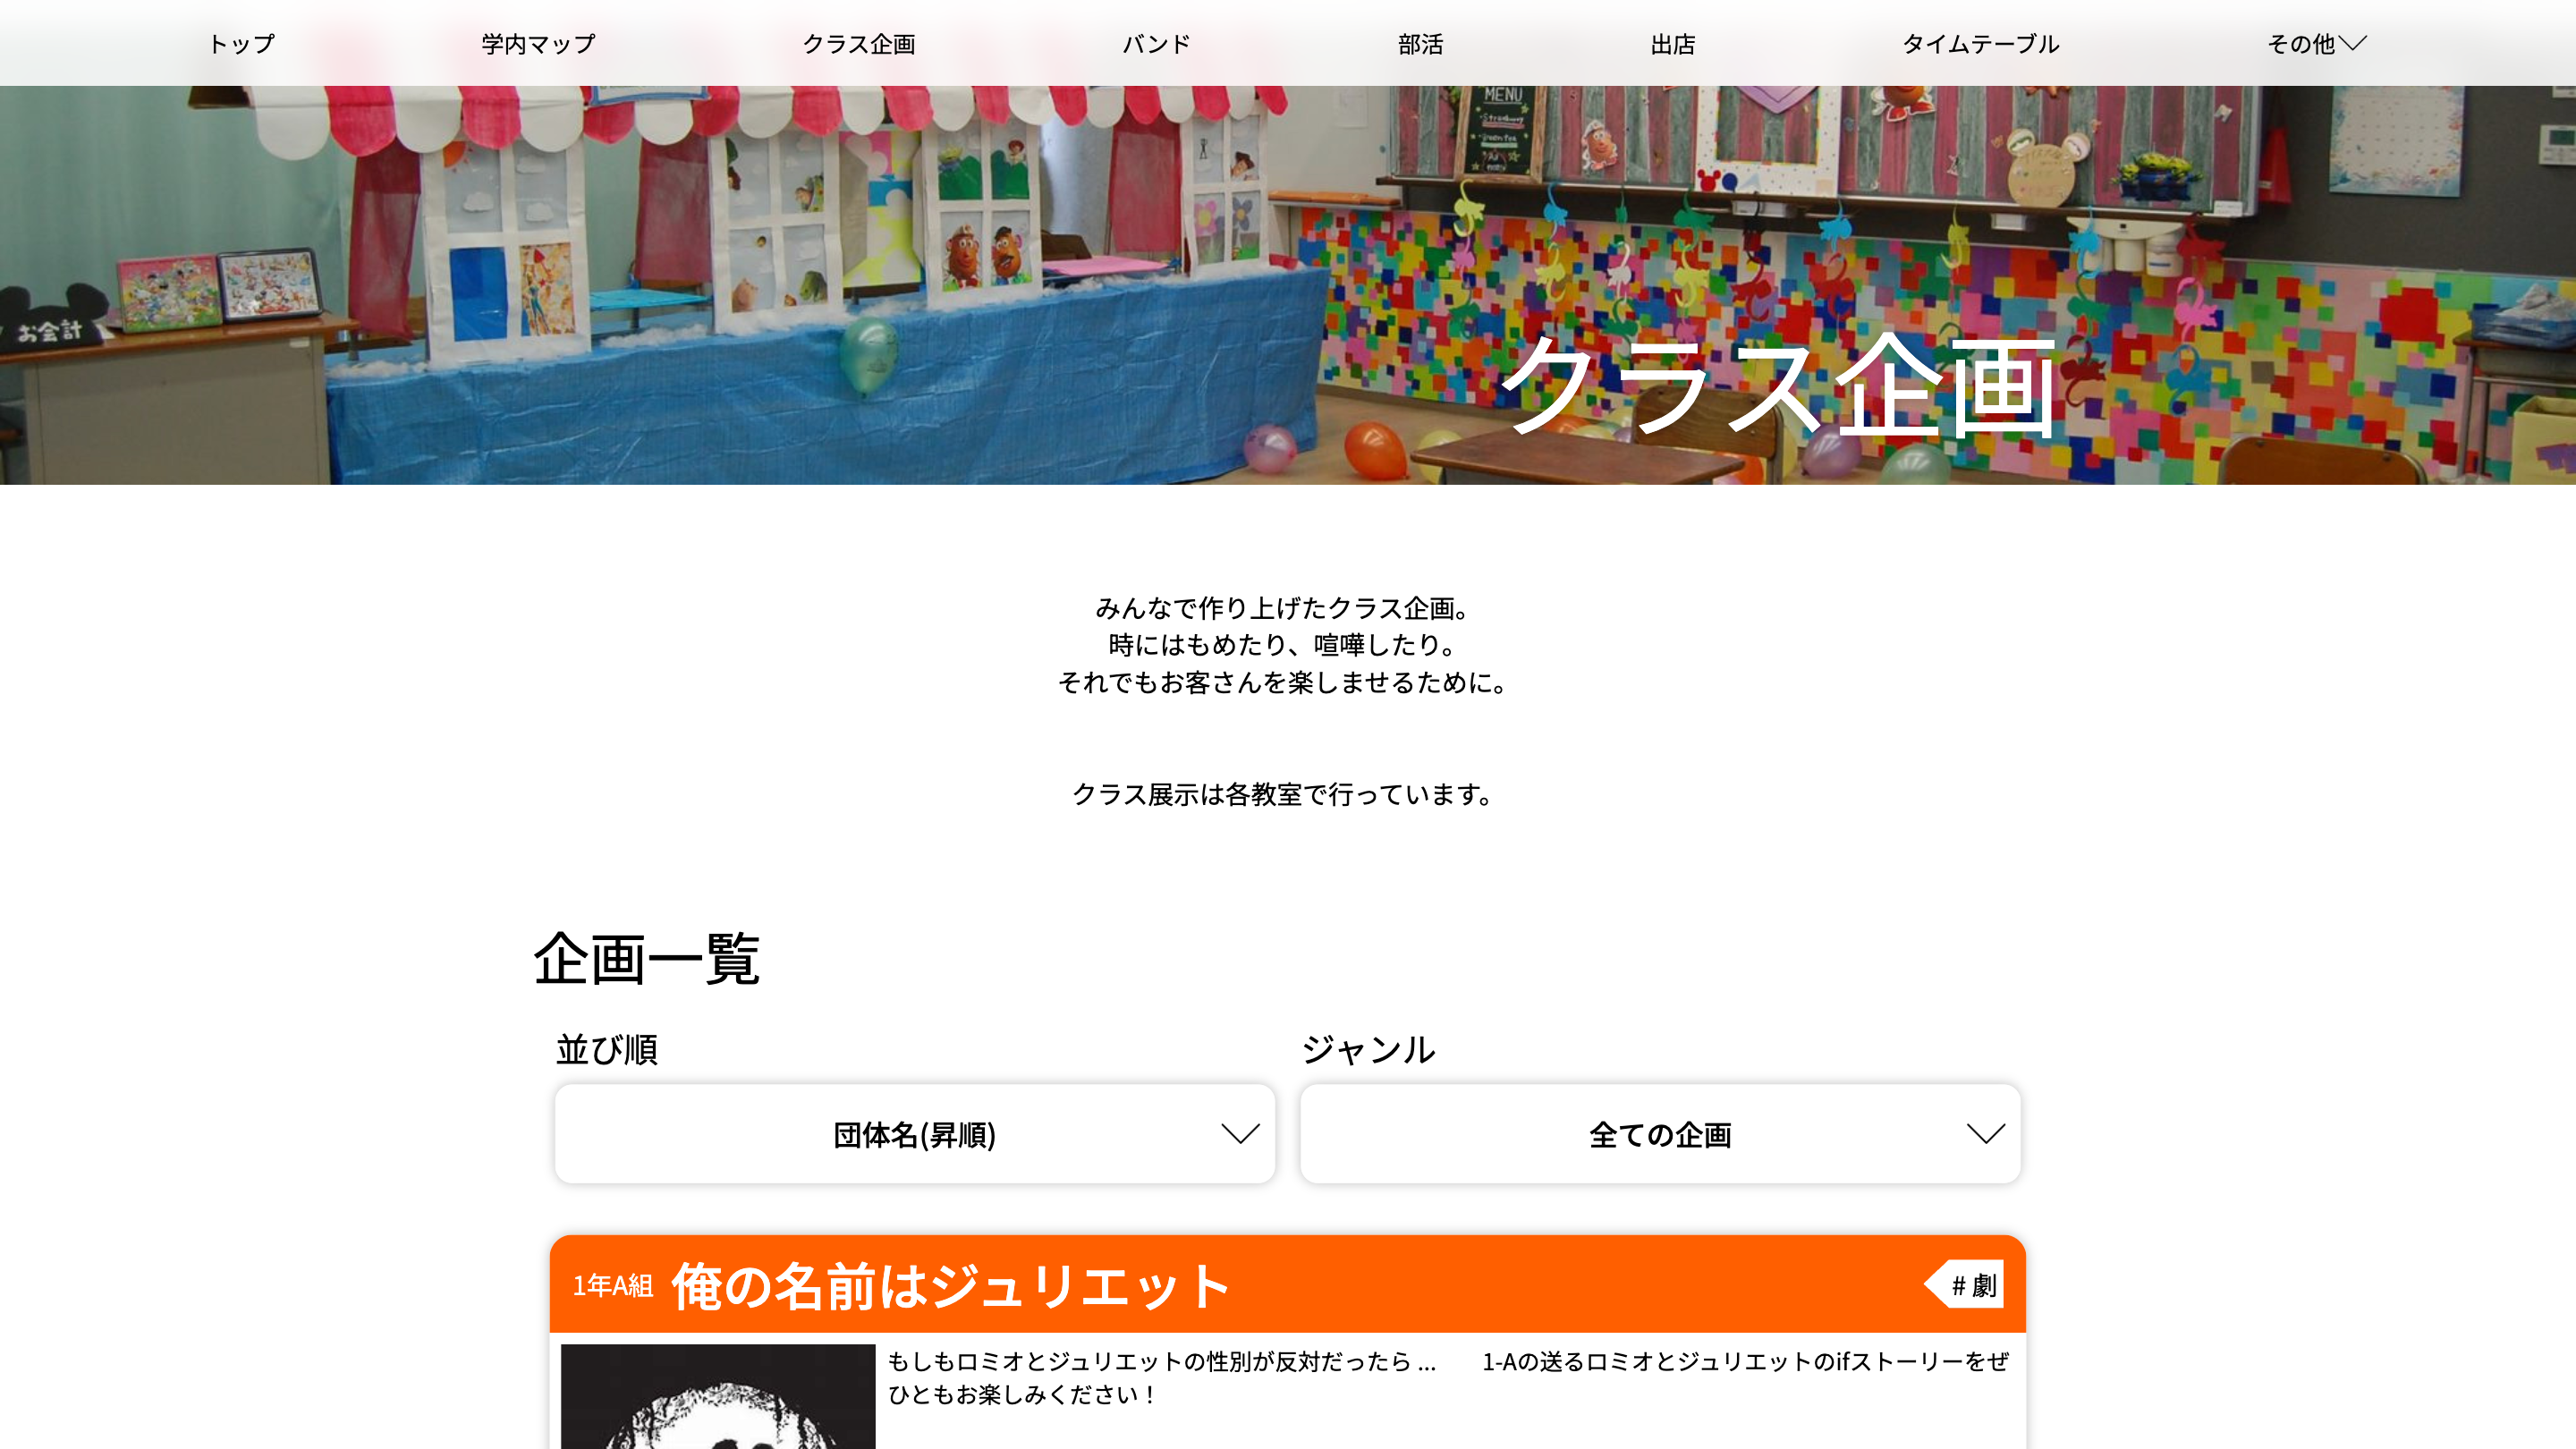 トップ
学内マップ
クラス企画
バンド
部活
出店
タイムテーブル
その他
MENU
お会計
クラス企画
みんなで作り上げたクラス企画。
時にはもめたり、喧嘩したり。
それでもお客さんを楽しませるために。
クラス展示は各教室で行っています。
企画一覧
並び順
ジャンル
団体名(昇順)
全ての企画
1年A組 俺の名前はジュリエット
# 劇
もしもロミオとジュリエットの性別が反対だったら ... 1-Aの送るロミオとジュリエットのifストーリーをぜ
ひともお楽しみください！